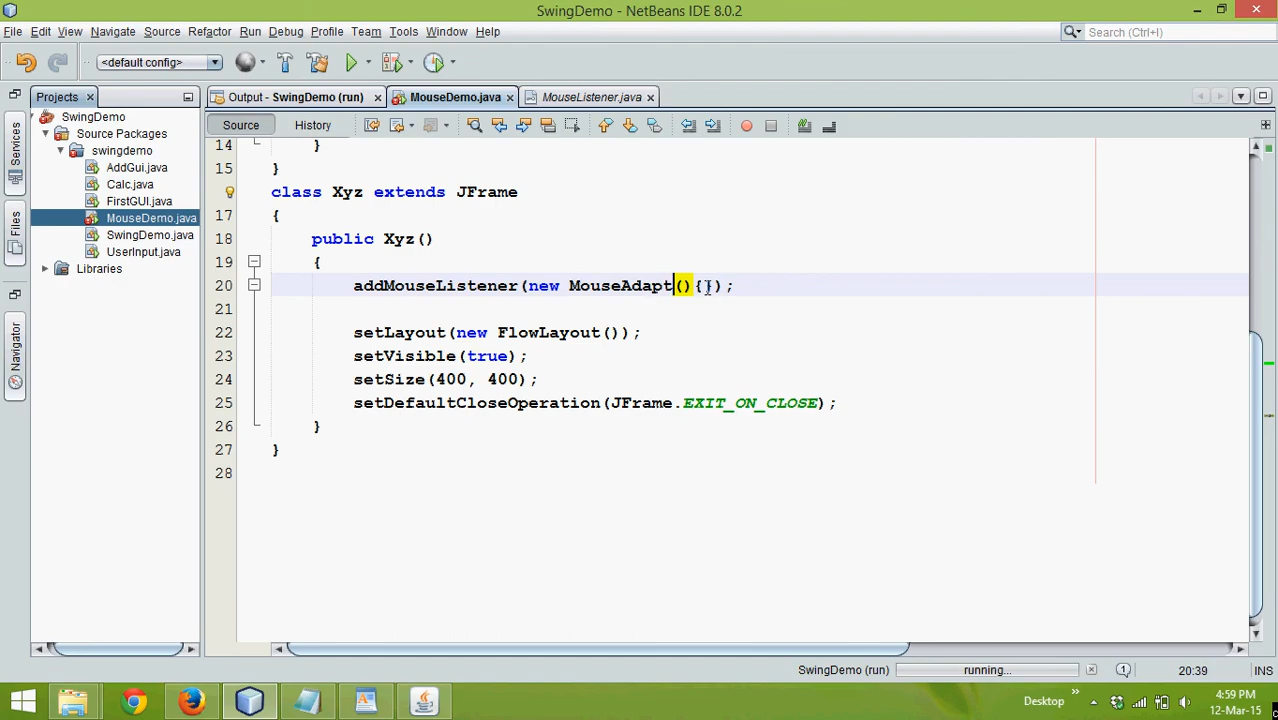 SwingDemo - NetBeans IDE 8.0.2
File Edit View Navigate Source Refactor Run Debug Profile Team Tools Window Help
Search (Ctrl+I)
<default config>
Projects
Output - SwingDemo (run)
MouseDemo.java
MouseListener.java
Source
History
Services
Files
Navigator
SwingDemo
Source Packages
swingdemo
AddGui.java
Calc.java
FirstGUI.java
MouseDemo.java
SwingDemo.java
UserInput.java
Libraries
14 }
15 }
class Xyz extends JFrame
17 {
18 public Xyz()
19 {
20 addMouseListener(new MouseAdapt(){});
21
22 setLayout(new FlowLayout());
23 setVisible(true);
24 setSize(400, 400);
25 setDefaultCloseOperation(JFrame.EXIT_ON_CLOSE);
26 }
27 }
28
SwingDemo (run)
running...
1
20:39
INS
Desktop
4:59 PM
12-Mar-15